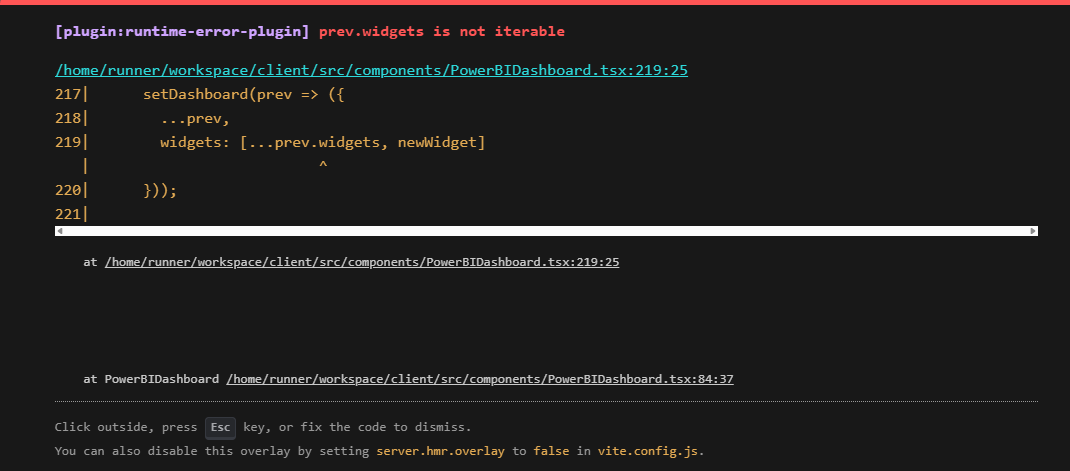 [plugin:runtime-error-plugin] prev.widgets is not iterable
/home/runner/workspace/client/src/components/PowerBIDashboard.tsx:219:25
217|      setDashboard(prev => ({
218|        ...prev,
219|        widgets: [...prev.widgets, newWidget]
   |                          ^
220|      }));
221|
at /home/runner/workspace/client/src/components/PowerBIDashboard.tsx:219:25
at PowerBIDashboard /home/runner/workspace/client/src/components/PowerBIDashboard.tsx:84:37
Click outside, press Esc key, or fix the code to dismiss.
You can also disable this overlay by setting server.hmr.overlay to false in vite.config.js.